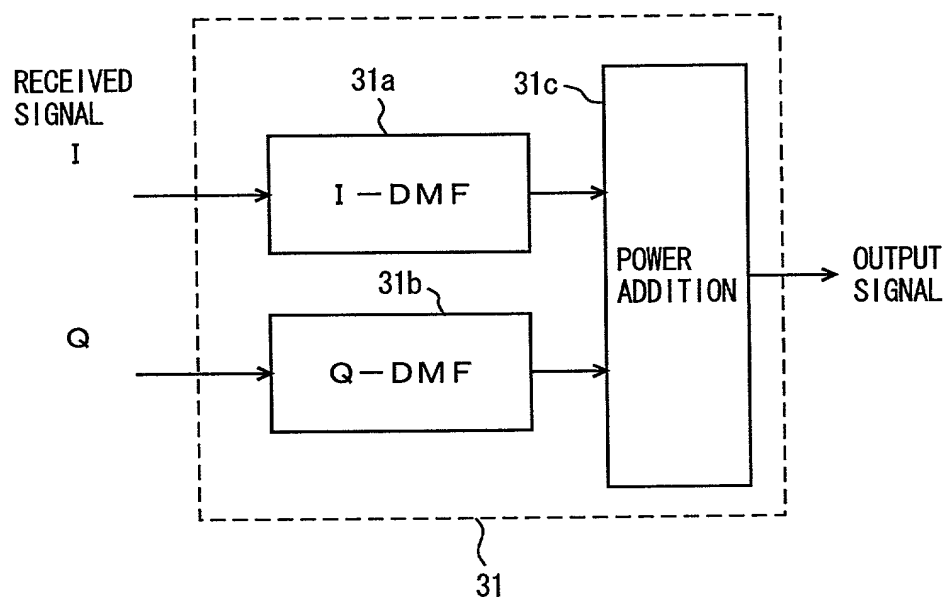 RECEIVED
SIGNAL
I
31a
31c
I-DMF
31b
Q
Q-DMF
POWER
ADDITION
OUTPUT
SIGNAL
31